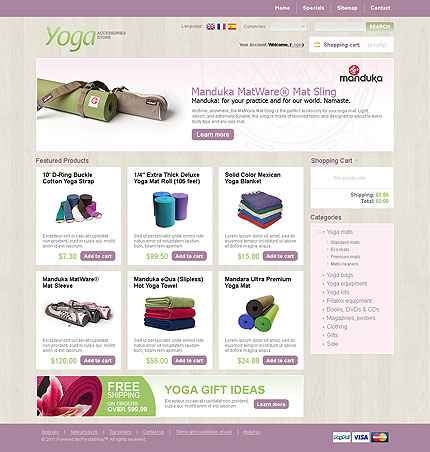 Home Specials Sitemap Contact
Language Currencies: SEARCH
Yoga ACCESSORIES STORE
Your Account: Welcome, (Login) Shopping cart: (empty)
manduka
Manduka MatWare® Mat Sling
Manduka: for your practice and for our world. Namaste.
Anytime, anywhere, the MatWare Mat Sling is the perfect accessory for your yoga mat. Light,
stylish, and extremely durable, this sling is made of recycled fabric and designed to adjust to every
body type and any size mat.
Learn more
Featured Products
10' D-Ring Buckle
Cotton Yoga Strap
Excepteur sint occaecat cupidatat non
proident, sunt in culpa qui mollit
anim id est laborum.
$7.30 Add to cart
1/4" Extra Thick Deluxe
Yoga Mat Roll (105 feet)
Sed ut perspiciatis unde omnis iste
natus error sit voluptatem
totam rem aperiam.
$99.50 Add to cart
Solid Color Mexican
Yoga Blanket
Lorem ipsum dolor sit amet, sed do
eiusmod tempor incididunt ut labore
et dolore magna aliqua.
$15.00 Add to cart
Manduka MatWare®
Mat Sleeve
Excepteur sint occaecat cupidatat non
proident, sunt in culpa qui mollit
anim id est laborum.
$120.00 Add to cart
Manduka eQua (Slipless)
Hot Yoga Towel
Sed ut perspiciatis unde omnis iste
natus error sit voluptatem
totam rem aperiam.
$56.00 Add to cart
Mandara Ultra Premium
Yoga Mat
Lorem ipsum dolor sit amet, sed do
eiusmod tempor incididunt ut labore
et dolore magna aliqua.
$24.99 Add to cart
Shopping Cart
No products
Shipping: $0.00
Total: $0.00
Categories
Yoga mats
Standard mats
Eco mats
Premium mats
Mats cleaners
Yoga bags
Yoga equipment
Yoga kits
Pilates equipment
Books, DVDs & CDs
Magazines, posters
Clothing
Gifts
Sale
FREE
SHIPPING
ON ORDERS
OVER $99.99
YOGA GIFT IDEAS
Excepteur sint occaecat cupidatat non proident, sunt in
culpa qui mollit anim id est laborum.
Specials | New products | Top sellers | Contact us | Terms and conditions of use | About us
© 2011 Powered by PrestaShop™. All rights reserved
PayPal VISA